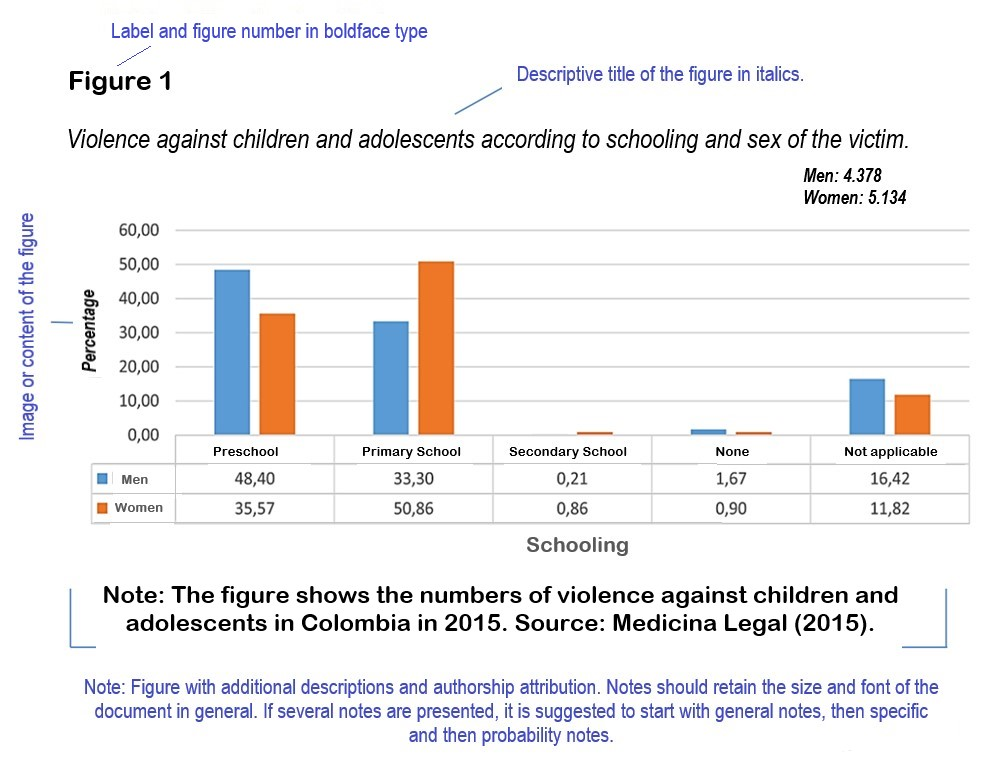 Label and figure number in boldface type
Figure 1
Descriptive title of the figure in italics.
Violence against children and adolescents according to schooling and sex of the victim.
Men: 4.378
Women: 5.134
Image or content of the figure
Percentage
60,00
50,00
40,00
30,00
20,00
10,00
0,00
Preschool Primary School Secondary School None Not applicable
Men 48,40 33,30 0,21 1,67 16,42
Women 35,57 50,86 0,86 0,90 11,82
Schooling
Note: The figure shows the numbers of violence against children and
adolescents in Colombia in 2015. Source: Medicina Legal (2015).
Note: Figure with additional descriptions and authorship attribution. Notes should retain the size and font of the
document in general. If several notes are presented, it is suggested to start with general notes, then specific
and then probability notes.